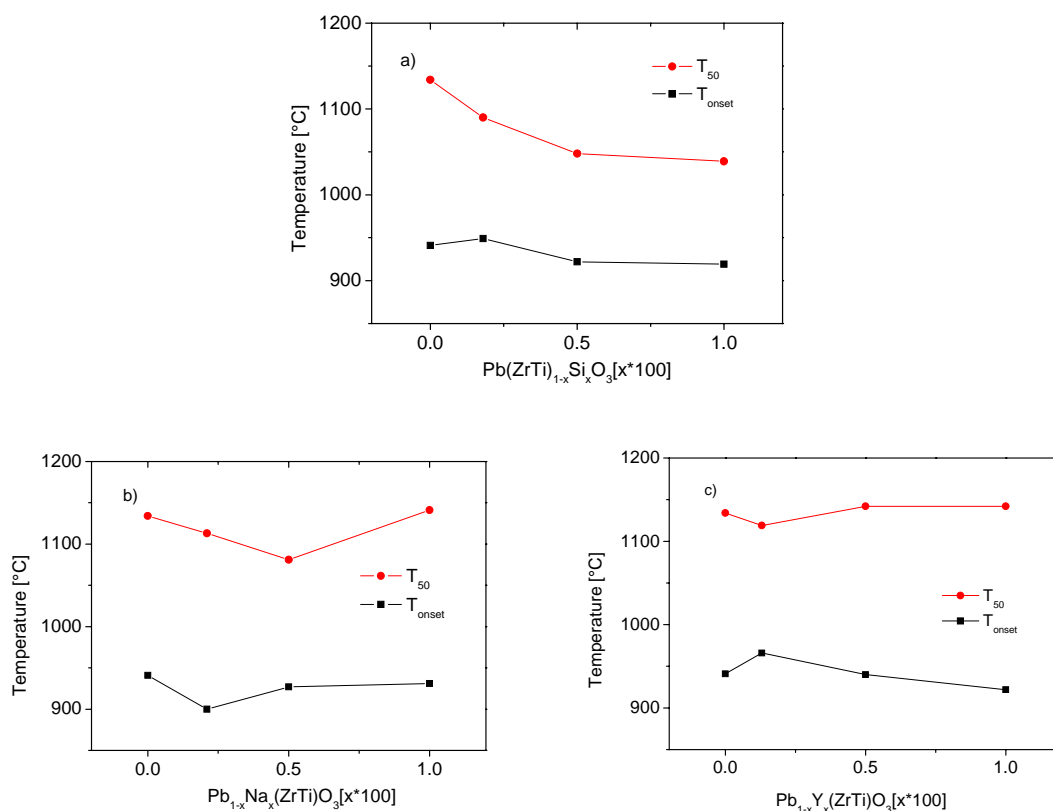 1200
1100
1000
900
Temperature [°C]
a)
T₅₀
Tₒₙₛₑₜ
0.0
0.5
1.0
Pb(ZrTi)₁₋ₓSiₓO₃[x*100]
1200
1100
1000
900
Temperature [°C]
b)
T₅₀
Tₒₙₛₑₜ
0.0
0.5
1.0
Pb₁₋ₓNaₓ(ZrTi)O₃[x*100]
1200
1100
1000
900
Temperature [°C]
c)
T₅₀
Tₒₙₛₑₜ
0.0
0.5
1.0
Pb₁₋ₓYₓ(ZrTi)O₃[x*100]